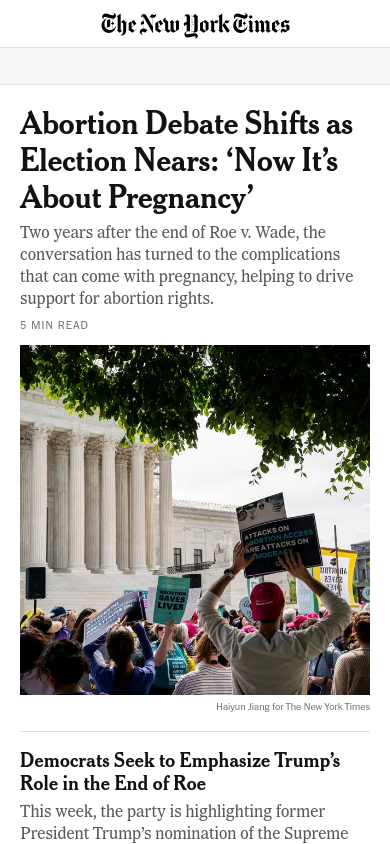 The New York Times
Abortion Debate Shifts as
Election Nears: ‘Now It’s
About Pregnancy’
Two years after the end of Roe v. Wade, the
conversation has turned to the complications
that can come with pregnancy, helping to drive
support for abortion rights.
5 MIN READ
ATTACKS ON
ABORTION ACCESS
ARE ATTACKS ON
DEMOCRACY
ABORTION
SAVES
LIVES
ABORTION
SAVES
LIVES
Haiyun Jiang for The New York Times
Democrats Seek to Emphasize Trump’s
Role in the End of Roe
This week, the party is highlighting former
President Trump’s nomination of the Supreme